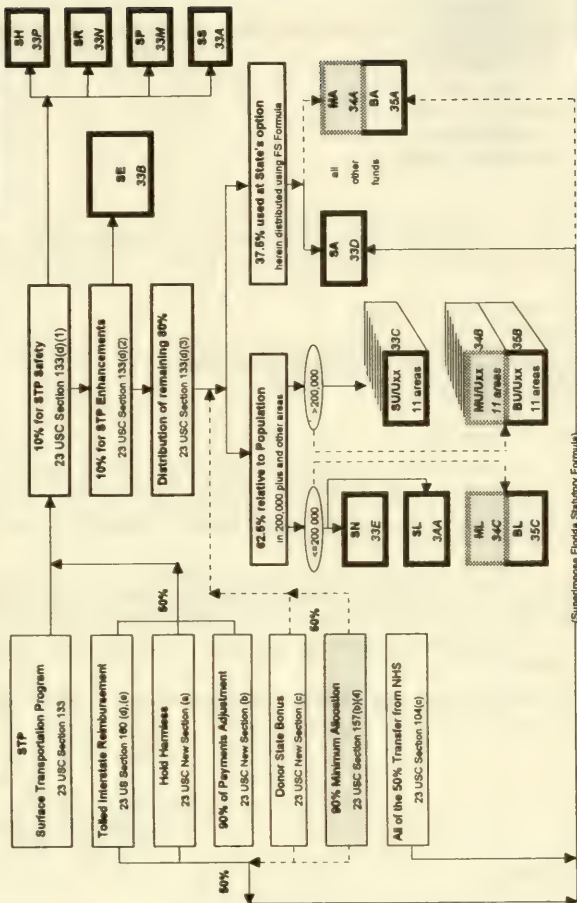 STP
Surface Transportation Program
23 USC Section 133
Tolled Interstate Reimbursement
23 US Section 160 (d),(e)
Hold Harmless
23 USC New Section (a)
90% of Payments Adjustment
23 USC New Section (b)
Donor State Bonus
23 USC New Section (c)
90% Minimum Allocation
23 USC Section 157(b)(4)
All of the 50% Transfer from NHS
23 USC Section 104(c)
50%
50%
50%
10% for STP Safety
23 USC Section 133(d)(1)
10% for STP Enhancements
23 USC Section 133(d)(2)
Distribution of remaining 80%
23 USC Section 133(d)(3)
SH
33P
SR
33N
SP
33M
SS
33A
SE
33B
62.5% relative to Population
in 200,000 plus and other areas
37.5% used at State's option
herein distributed using FS Formula
<=200 000
>200,000
SN
33E
SL
3AA
ML
34C
BL
35C
SU/Uxx
11 areas
33C
MU/Uxx
11 areas
34B
BU/Uxx
11 areas
35B
SA
33D
all
other
funds
MA
34A
BA
35A
(Superimpose Florida Statutory Formula)